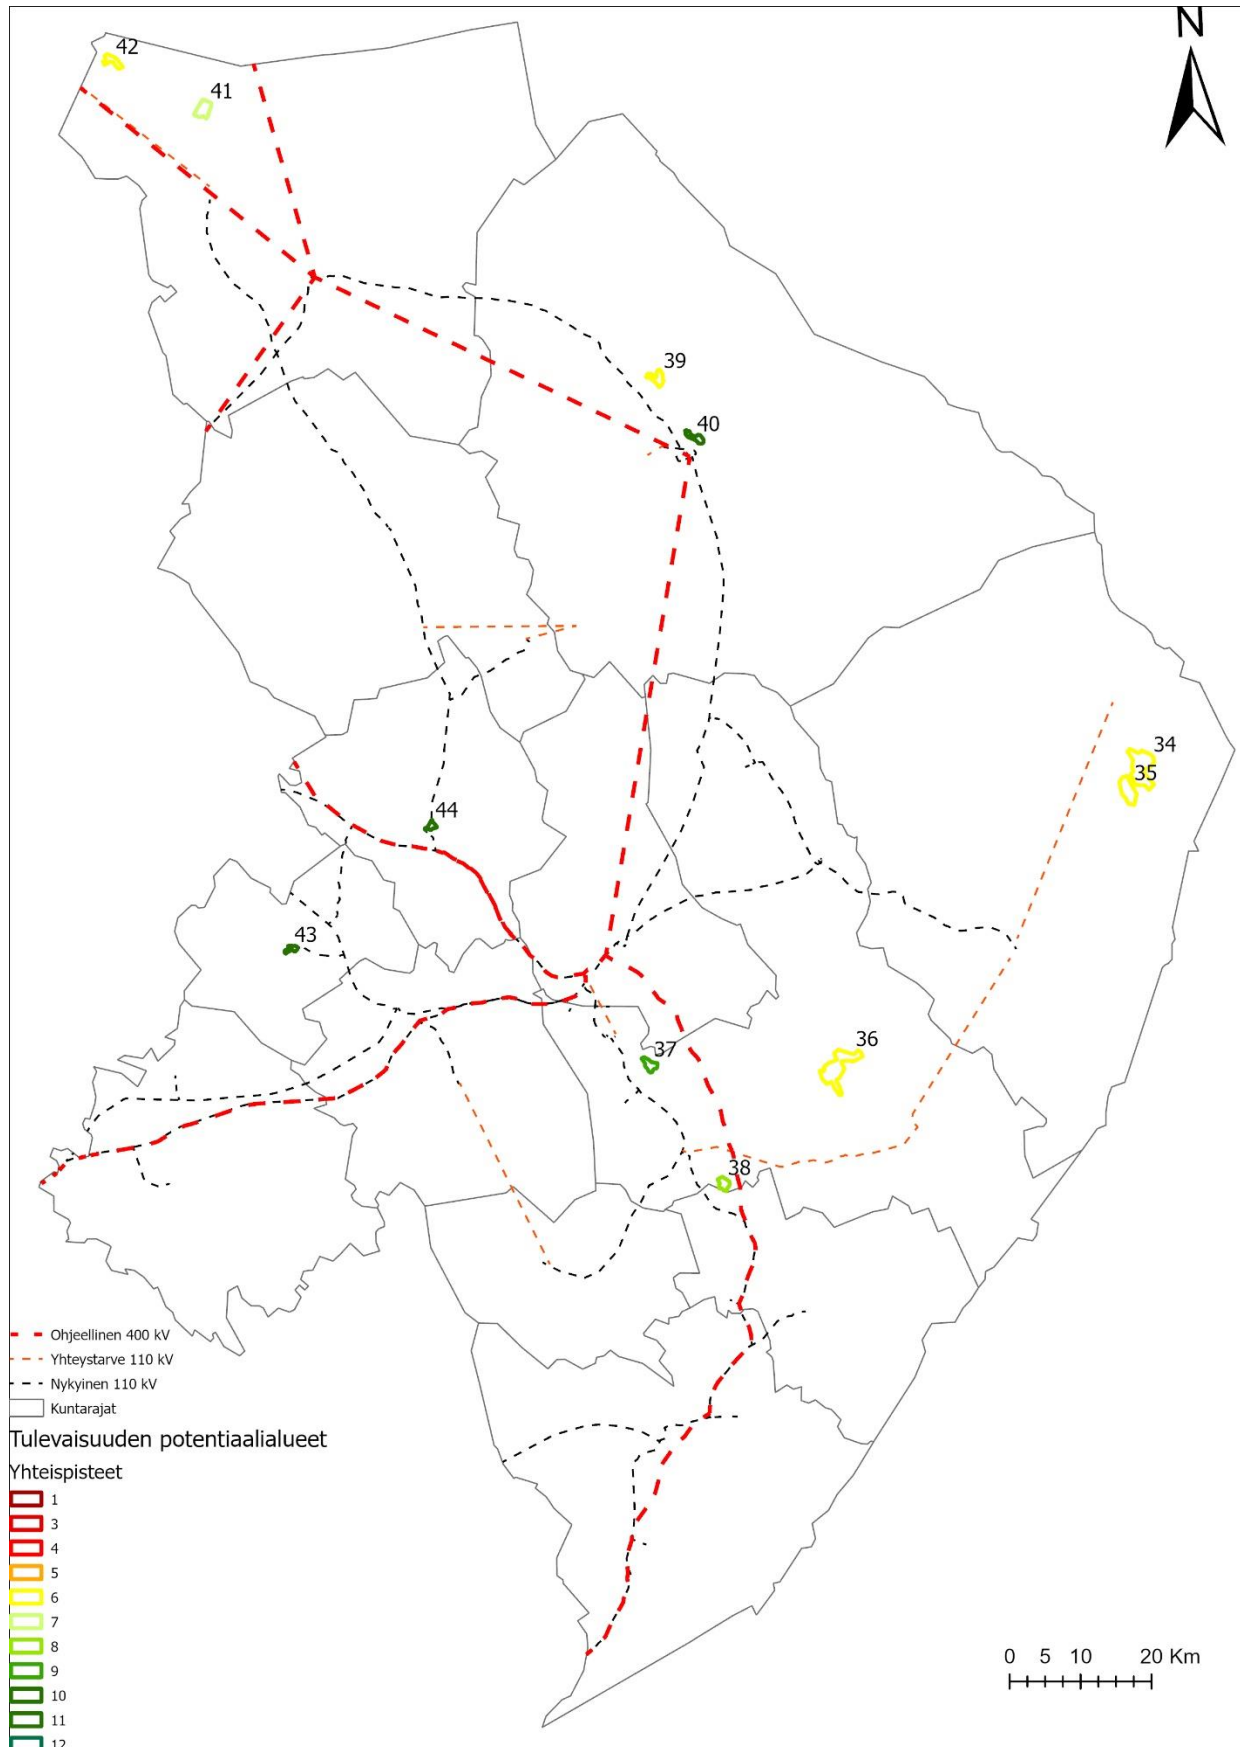 N
42
41
39
40
34
35
44
43
37
36
38
Ohjeellinen 400 kV
Yhteystarve 110 kV
Nykyinen 110 kV
Kuntarajat
Tulevaisuuden potentiaalialueet
Yhteispisteet
1
3
4
5
6
7
8
9
10
11
12
0 5 10 20 Km